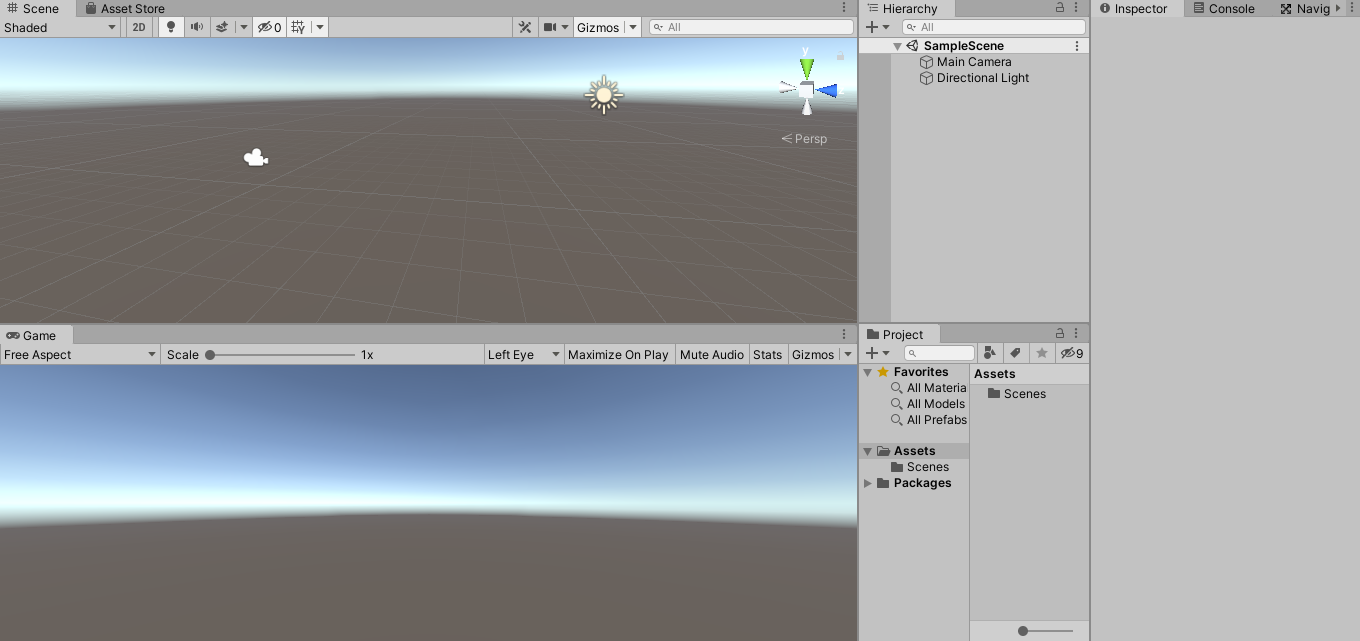 Scene
Asset Store
Shaded
2D
0
Gizmos
All
y
Persp
Game
Free Aspect
Scale
1x
Left Eye
Maximize On Play
Mute Audio
Stats
Gizmos
Hierarchy
All
SampleScene
Main Camera
Directional Light
Project
9
Favorites
All Materia
All Models
All Prefabs
Assets
Scenes
Packages
Assets
Scenes
Inspector
Console
Navig